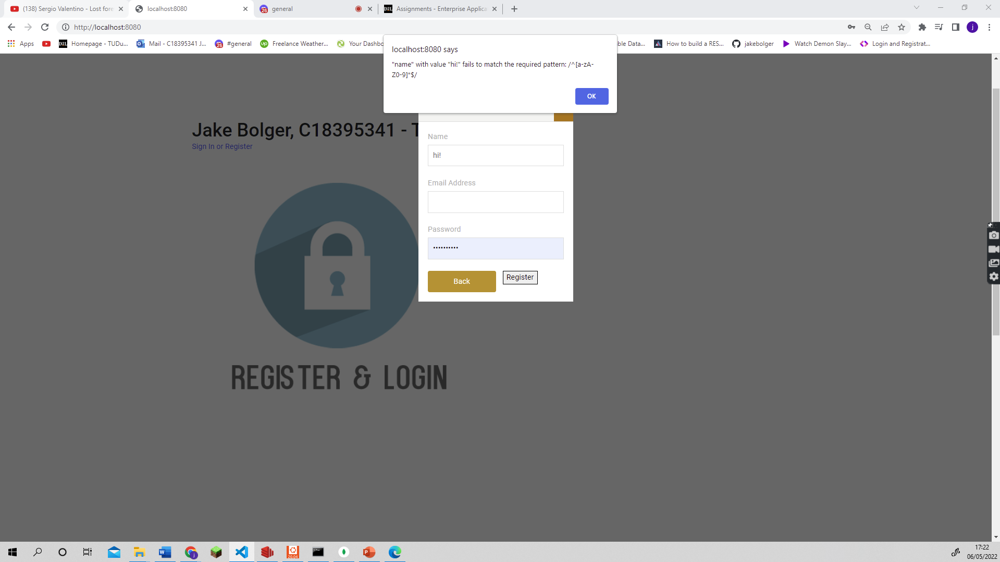 (138) Sergio Valentino - Lost fore
localhost:8080
general
Assignments - Enterprise Applica
http://localhost:8080
j
Apps
Homepage - TUDu...
Mail - C18395341 J...
#general
Freelance Weather...
Your Dashbo
ble Data...
How to build a RES...
jakebolger
Watch Demon Slay...
Login and Registrat...
localhost:8080 says
"name" with value "hi!" fails to match the required pattern: /^[a-zA-
Z0-9]*$/
OK
Jake Bolger, C18395341 - T
Sign In or Register
Name
hi!
Email Address
Password
••••••••••
Back
Register
REGISTER & LOGIN
20.04
17:22
06/05/2022